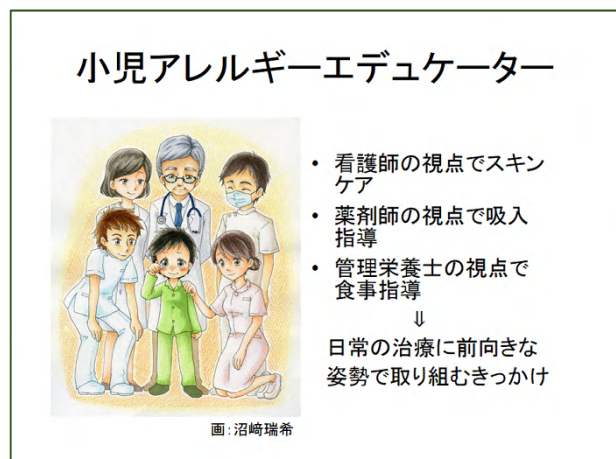 小児アレルギーエデュケーター
• 看護師の視点でスキン
ケア
• 薬剤師の視点で吸入
指導
• 管理栄養士の視点で
食事指導
⇓
日常の治療に前向きな
姿勢で取り組むきっかけ
画：沼﨑瑞希